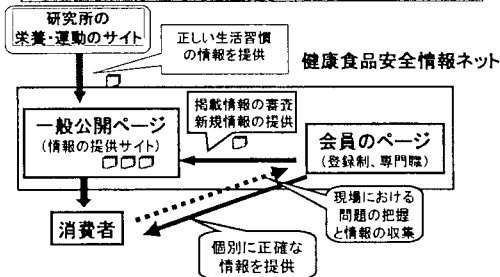 研究所の
栄養・運動のサイト
正しい生活習慣
の情報を提供
健康食品安全情報ネット
一般公開ページ
(情報の提供サイト)
掲載情報の審査
新規情報の提供
会員のページ
(登録制、専門職)
現場における
問題の把握
と情報の収集
消費者
個別に正確な
情報を提供